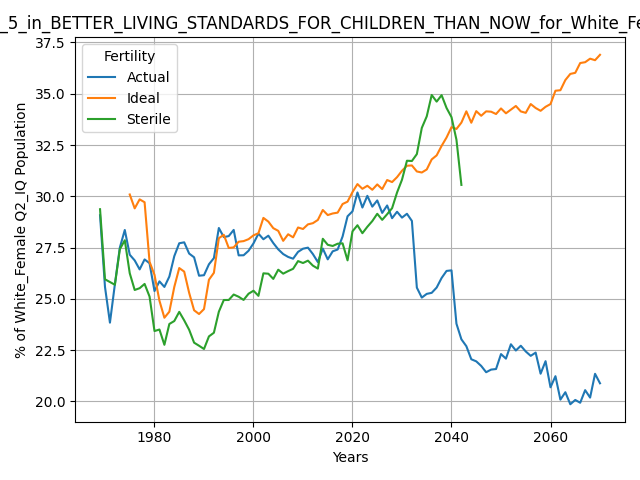 _5_in_BETTER_LIVING_STANDARDS_FOR_CHILDREN_THAN_NOW_for_White_Fe
37.5
35.0
32.5
30.0
27.5
25.0
22.5
20.0
% of White_Female Q2_IQ Population
Fertility
Actual
Ideal
Sterile
1980
2000
2020
2040
2060
Years